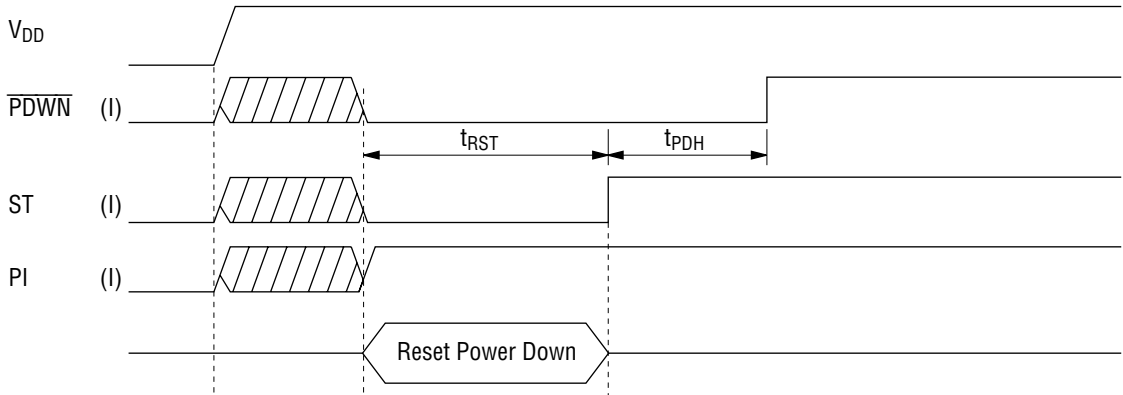 VDD
PDWN (I)
tRST tPDH
ST (I)
PI (I)
Reset Power Down